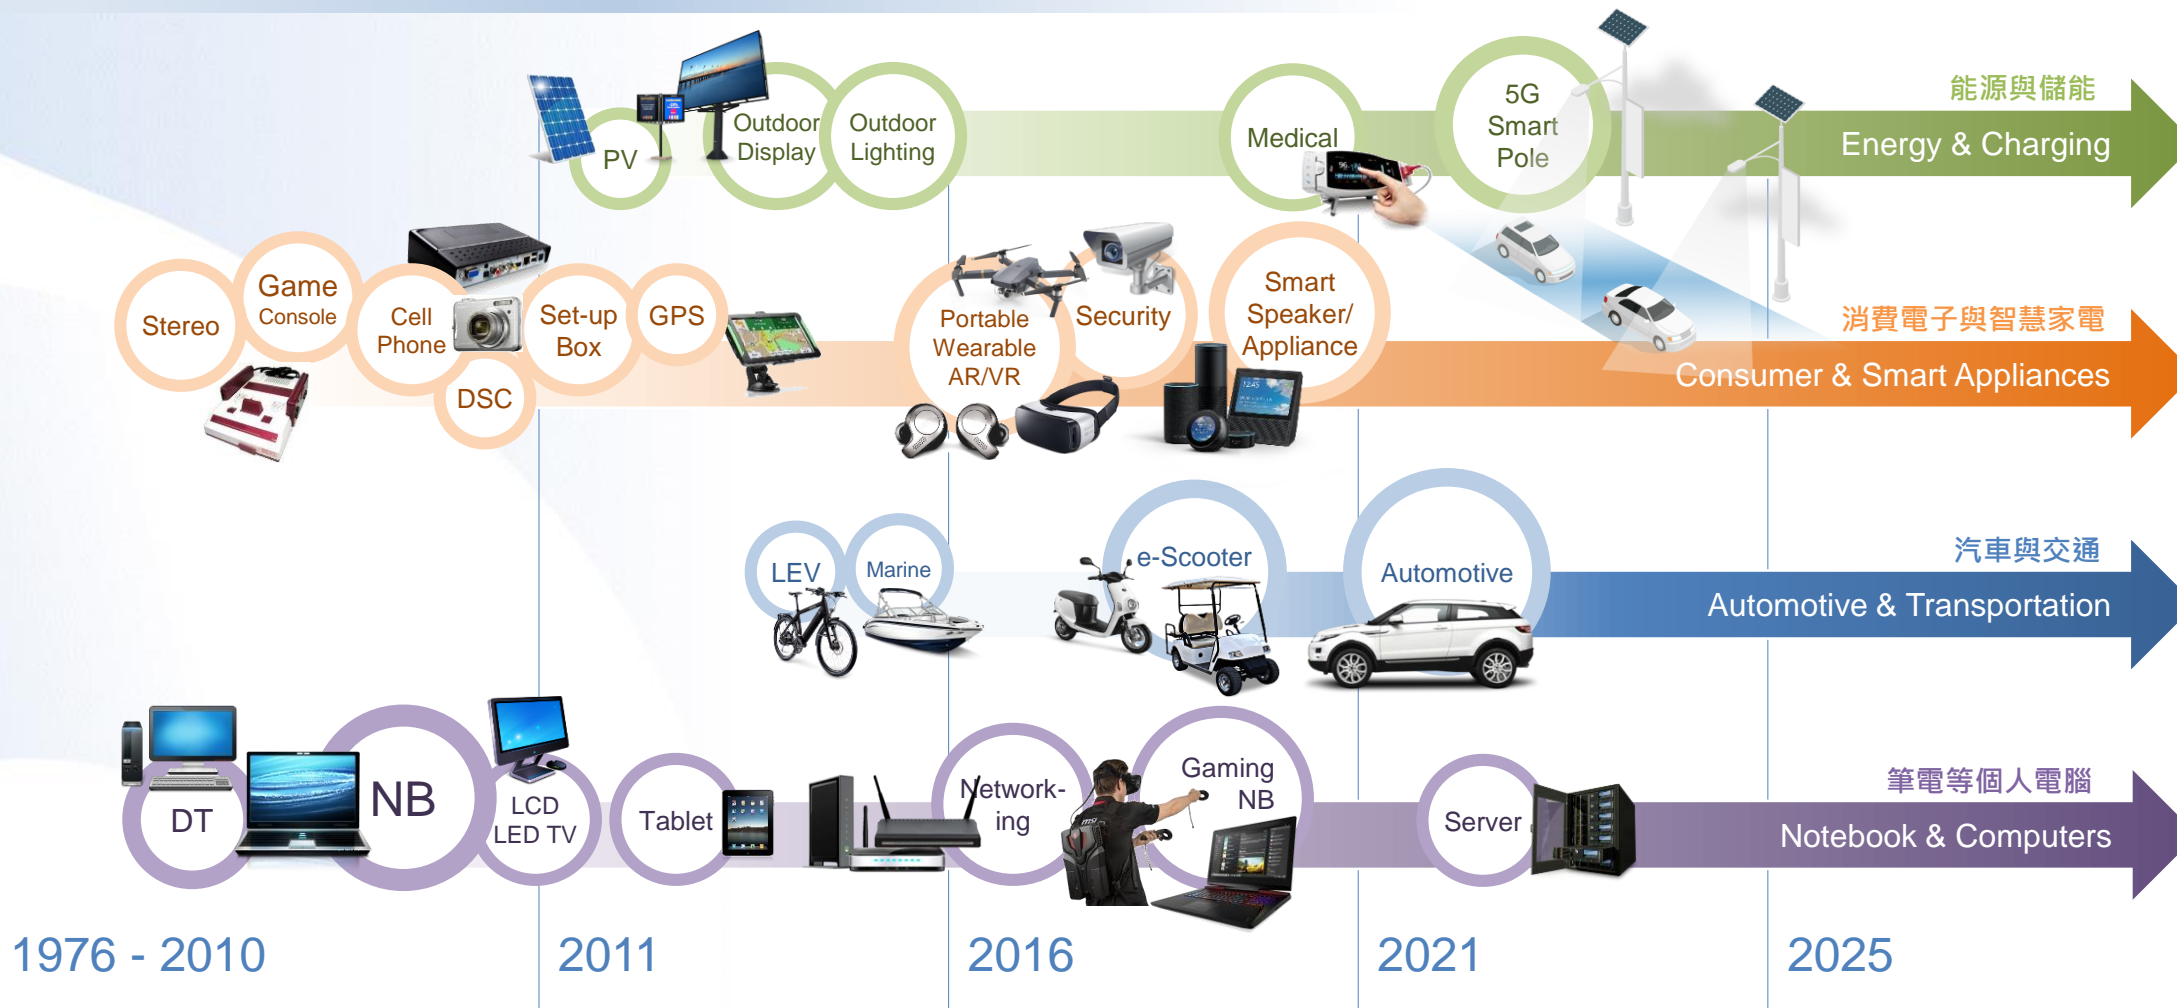 能源與儲能
Energy & Charging
PV
Outdoor
Display
Outdoor
Lighting
Medical
5G
Smart
Pole
消費電子與智慧家電
Consumer & Smart Appliances
Stereo
Game
Console
Cell
Phone
DSC
Set-up
Box
GPS
Portable
Wearable
AR/VR
Security
Smart
Speaker/
Appliance
12:45
汽車與交通
Automotive & Transportation
LEV
Marine
e-Scooter
Automotive
筆電等個人電腦
Notebook & Computers
DT
NB
LCD
LED TV
Tablet
Network-
ing
Gaming
NB
msi
Server
1976 - 2010
2011
2016
2021
2025